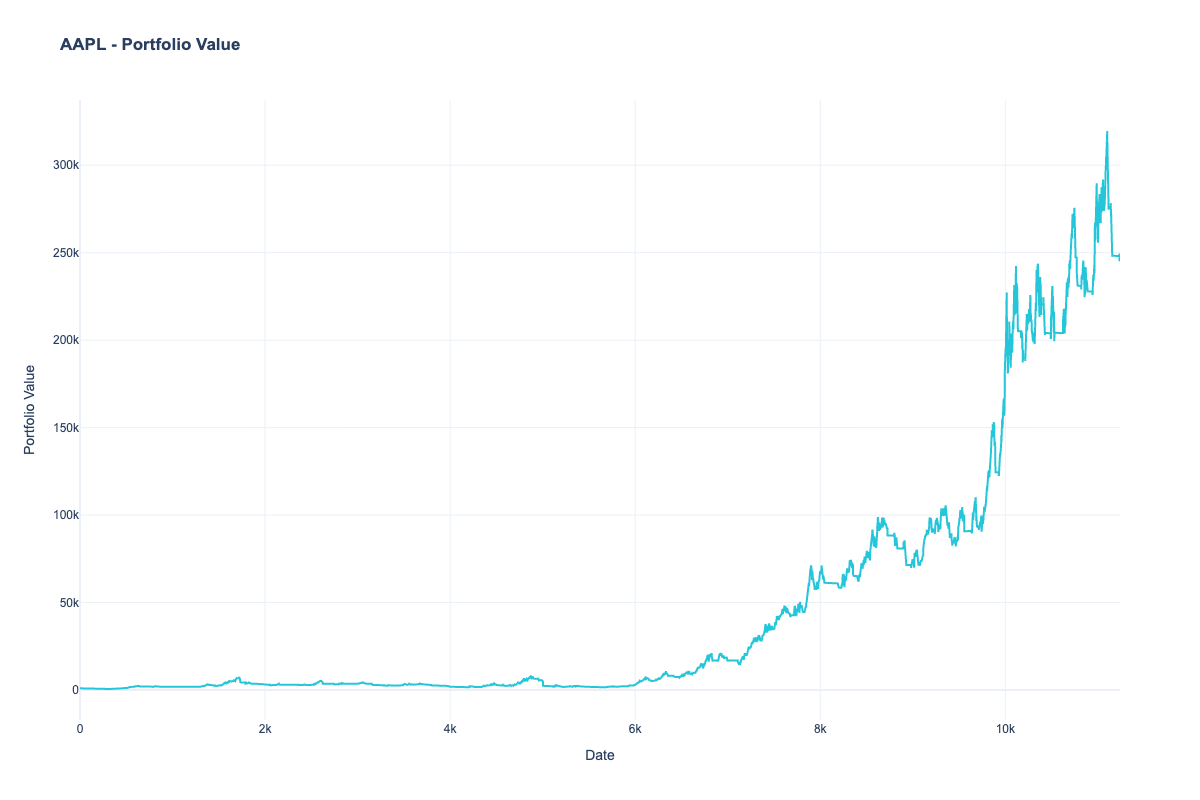 AAPL - Portfolio Value
300k
250k
200k
150k
100k
50k
0
Portfolio Value
0 2k 4k 6k 8k 10k
Date